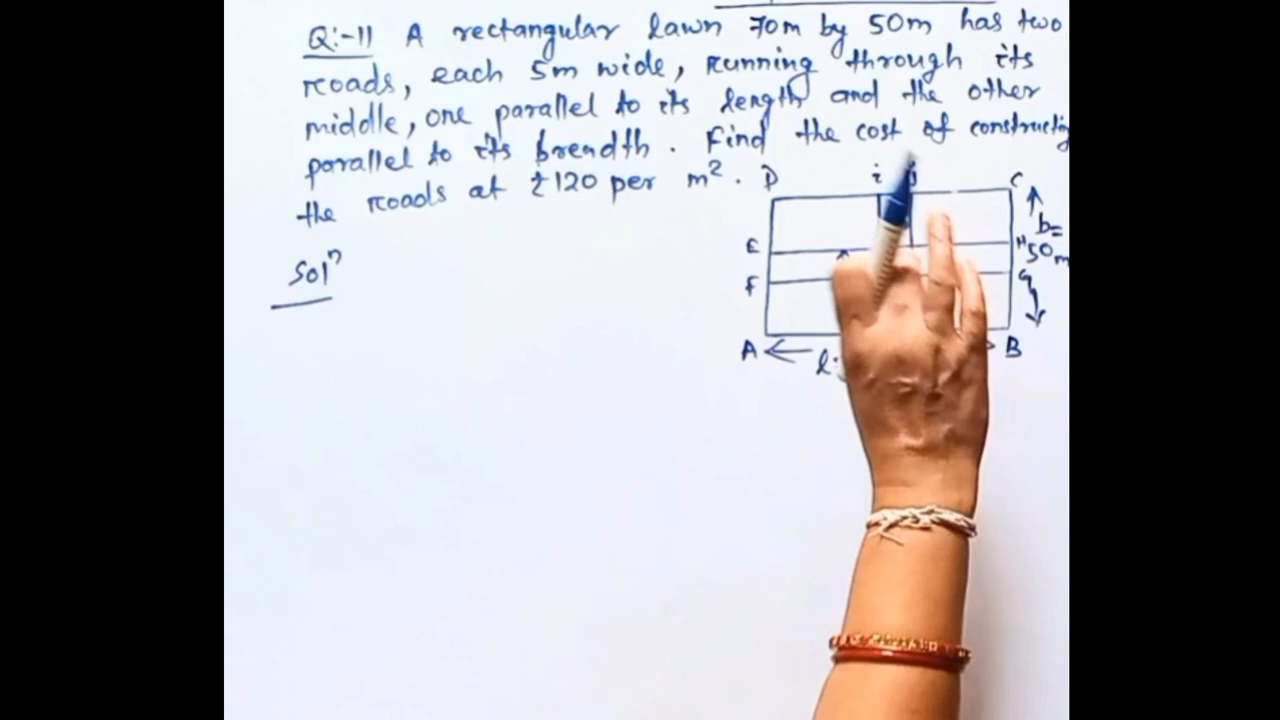 Q:-11 A rectangular lawn 70m by 50m has two
roads, each 5m wide, running through its
middle, one parallel to its length and the other
parallel to its breadth. Find the cost of constructing
the roads at ₹120 per m². D i C
b=
E H 50m
F G
Solⁿ
A l= B